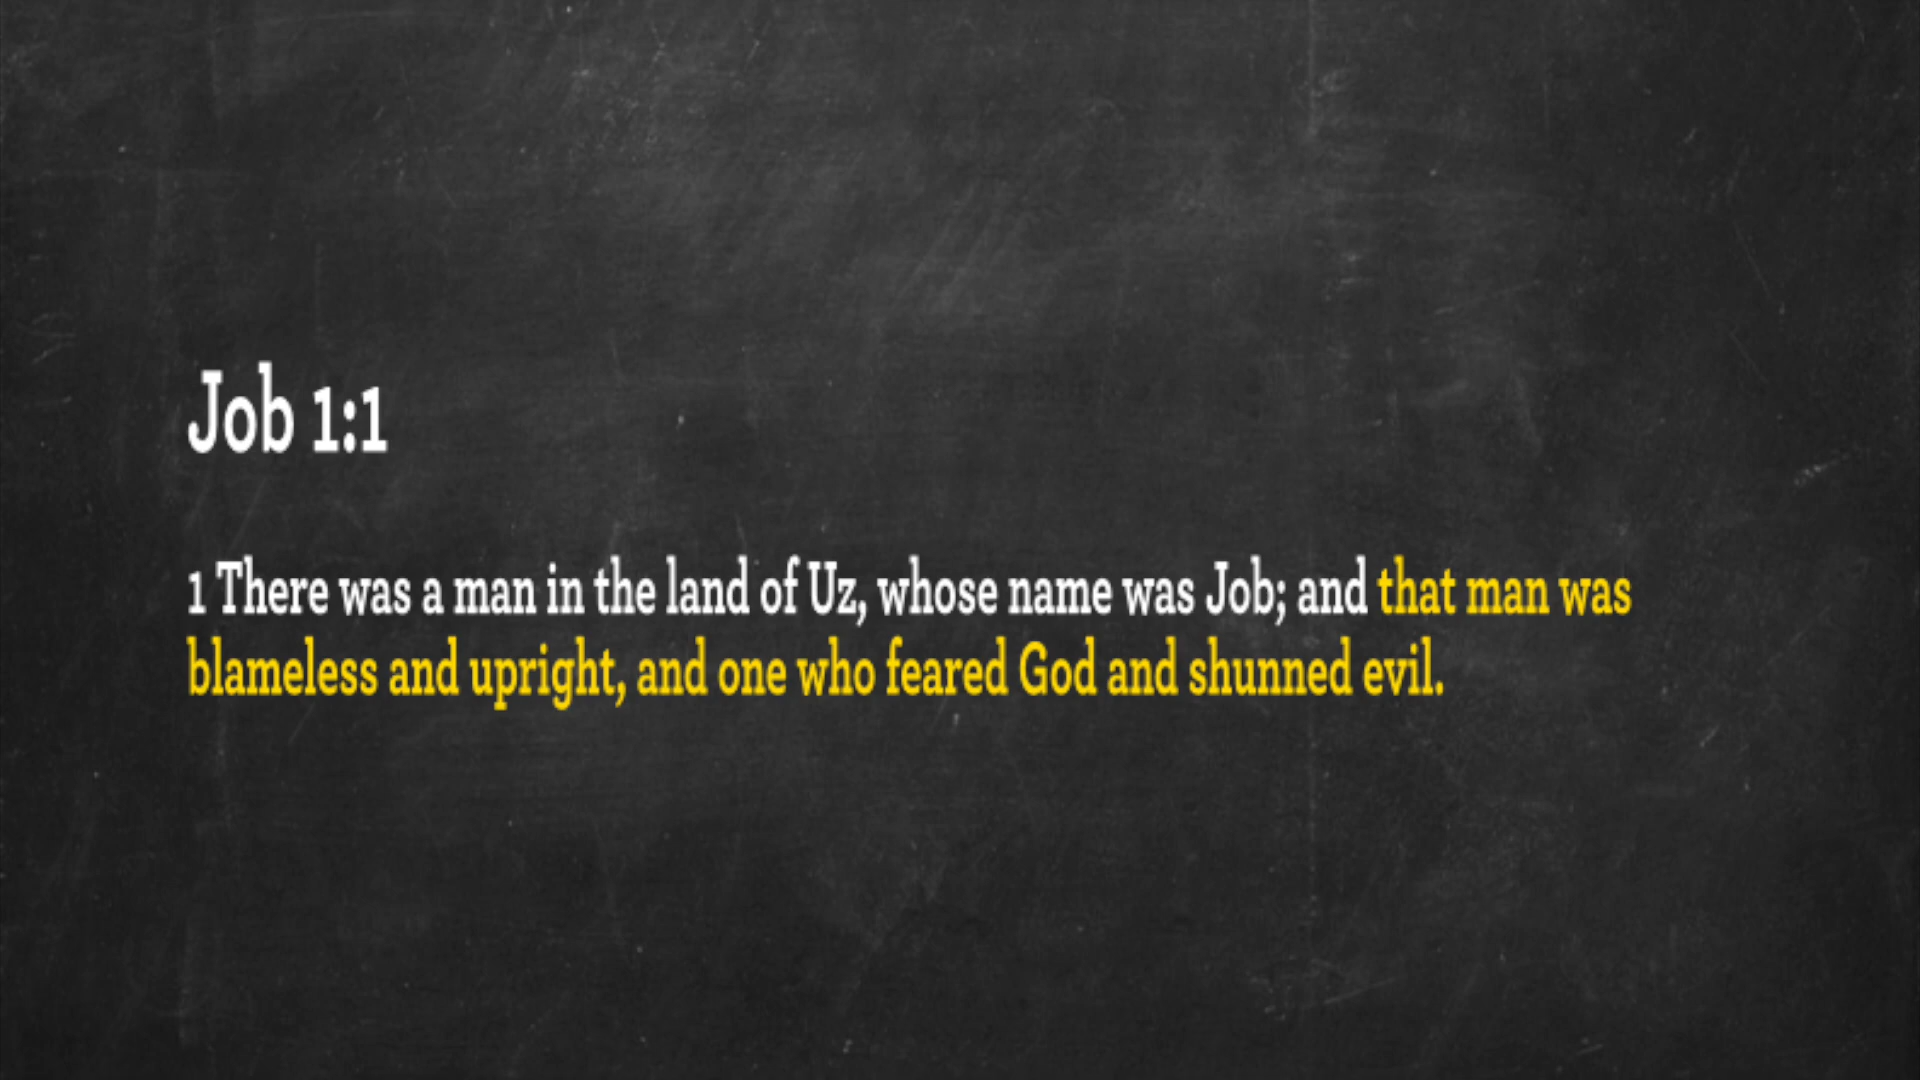 Job 1:1
1 There was a man in the land of Uz, whose name was Job; and that man was
blameless and upright, and one who feared God and shunned evil.